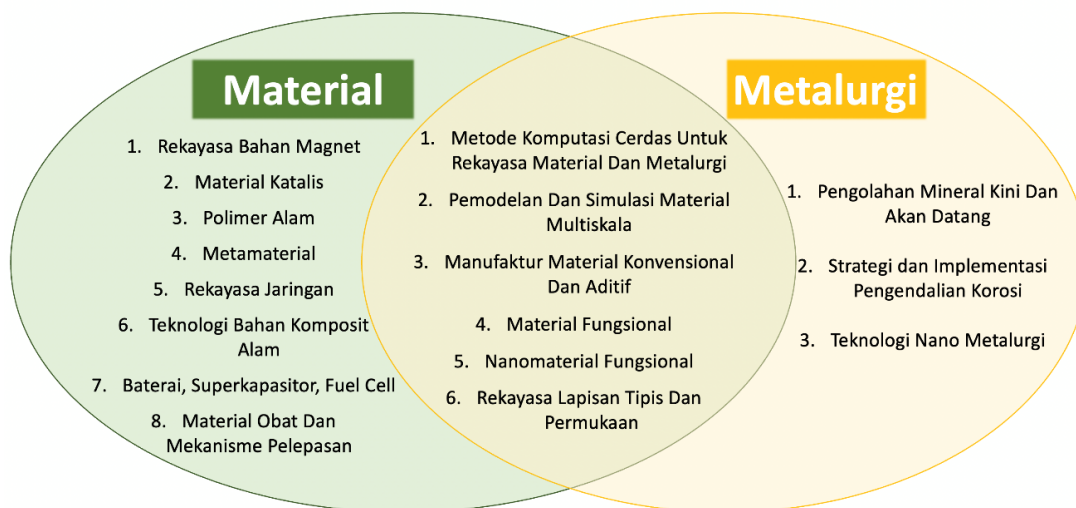 Material
1. Rekayasa Bahan Magnet
2. Material Katalis
3. Polimer Alam
4. Metamaterial
5. Rekayasa Jaringan
6. Teknologi Bahan Komposit
Alam
7. Baterai, Superkapasitor, Fuel Cell
8. Material Obat Dan
Mekanisme Pelepasan
1. Metode Komputasi Cerdas Untuk
Rekayasa Material Dan Metalurgi
2. Pemodelan Dan Simulasi Material
Multiskala
3. Manufaktur Material Konvensional
Dan Aditif
4. Material Fungsional
5. Nanomaterial Fungsional
6. Rekayasa Lapisan Tipis Dan
Permukaan
Metalurgi
1. Pengolahan Mineral Kini Dan
Akan Datang
2. Strategi dan Implementasi
Pengendalian Korosi
3. Teknologi Nano Metalurgi